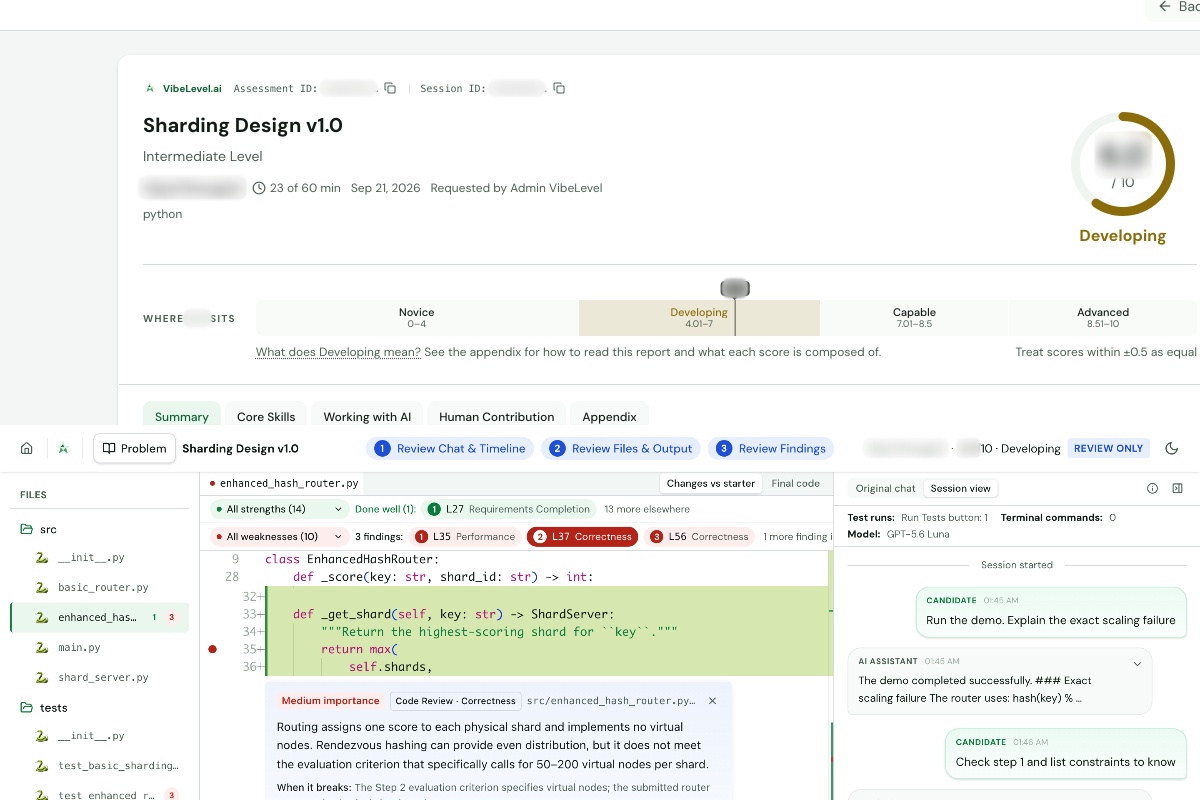 ← Bac
VibeLevel.ai Assessment ID: Session ID:
Sharding Design v1.0
Intermediate Level
23 of 60 min Sep 21, 2026 Requested by Admin VibeLevel
python
/ 10
Developing
WHERE SITS
Novice
0–4
Developing
4.01–7
Capable
7.01–8.5
Advanced
8.51–10
What does Developing mean? See the appendix for how to read this report and what each score is composed of.
Treat scores within ±0.5 as equal
Summary Core Skills Working with AI Human Contribution Appendix
Problem Sharding Design v1.0 1 Review Chat & Timeline 2 Review Files & Output 3 Review Findings · 10 · Developing REVIEW ONLY
FILES
src
__init__.py
basic_router.py
enhanced_has… 1 3
main.py
shard_server.py
tests
__init__.py
test_basic_sharding…
test_enhanced_r… 3
enhanced_hash_router.py Changes vs starter Final code
All strengths (14) Done well (1): 1 L27 Requirements Completion 13 more elsewhere
All weaknesses (10) 3 findings: 1 L35 Performance 2 L37 Correctness 3 L56 Correctness 1 more finding i
9 class EnhancedHashRouter:
28 def _score(key: str, shard_id: str) -> int:
32+
33+ def _get_shard(self, key: str) -> ShardServer:
34+ """Return the highest-scoring shard for ``key``."""
35+ return max(
36+ self.shards,
Medium importance Code Review · Correctness src/enhanced_hash_router.py…
Routing assigns one score to each physical shard and implements no virtual
nodes. Rendezvous hashing can provide even distribution, but it does not meet
the evaluation criterion that specifically calls for 50–200 virtual nodes per shard.
When it breaks: The Step 2 evaluation criterion specifies virtual nodes; the submitted router
Original chat Session view
Test runs: Run Tests button: 1 Terminal commands: 0
Model: GPT-5.6 Luna
Session started
CANDIDATE 01:45 AM
Run the demo. Explain the exact scaling failure
AI ASSISTANT 01:45 AM
The demo completed successfully. ### Exact
scaling failure The router uses: hash(key) % …
CANDIDATE 01:46 AM
Check step 1 and list constraints to know